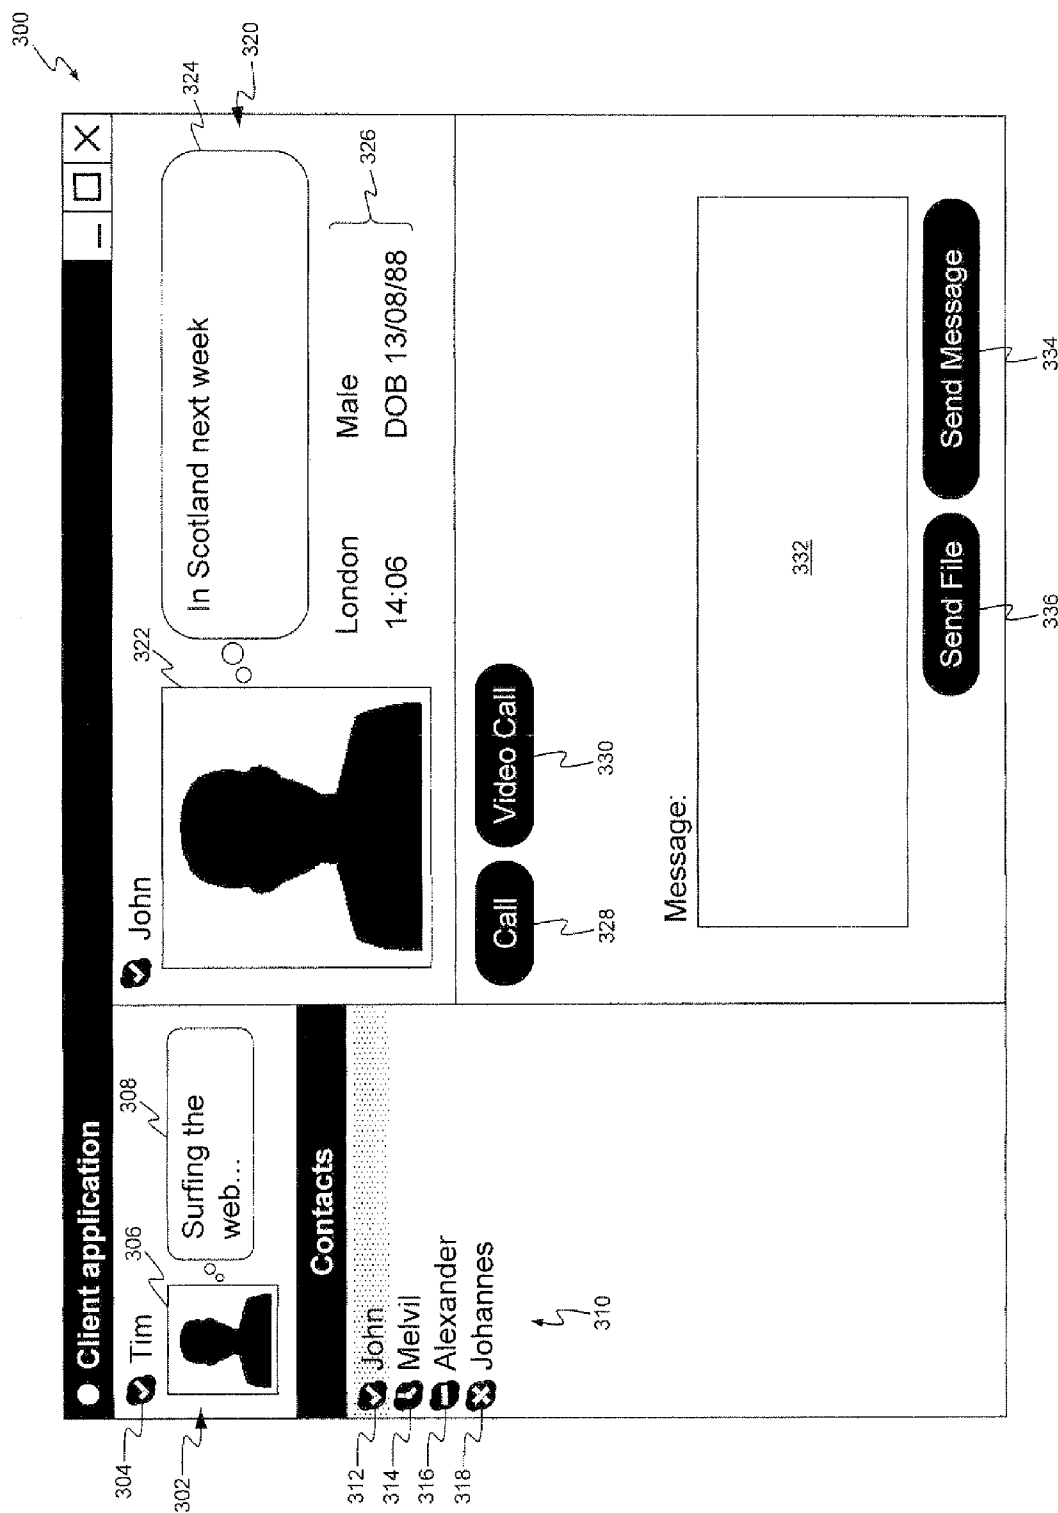 300
Client application
304
Tim
306
308
302
Surfing the
web...
Contacts
312
John
314
Melvil
316
Alexander
318
Johannes
310
John
322
324
320
In Scotland next week
London
Male
14:06
DOB 13/08/88
326
Call
Video Call
328
330
Message:
332
Send File
Send Message
336
334